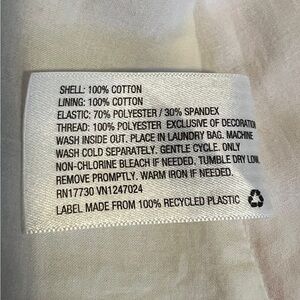 SHELL: 100% COTTON
LINING: 100% COTTON
ELASTIC: 70% POLYESTER / 30% SPANDEX
THREAD: 100% POLYESTER EXCLUSIVE OF DECORATION
WASH INSIDE OUT. PLACE IN LAUNDRY BAG. MACHINE
WASH COLD SEPARATELY. GENTLE CYCLE. ONLY
NON-CHLORINE BLEACH IF NEEDED. TUMBLE DRY LOW.
REMOVE PROMPTLY. WARM IRON IF NEEDED.
RN17730 VN1247024
LABEL MADE FROM 100% RECYCLED PLASTIC